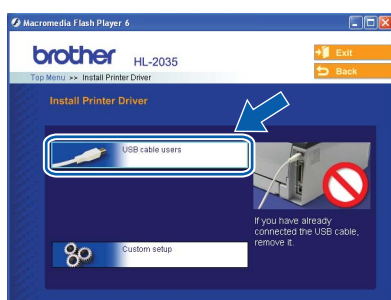 Macromedia Flash Player 6
brother HL-2035
Exit
Back
Top Menu >> Install Printer Driver
Install Printer Driver
USB cable users
If you have already
connected the USB cable,
remove it.
Custom setup